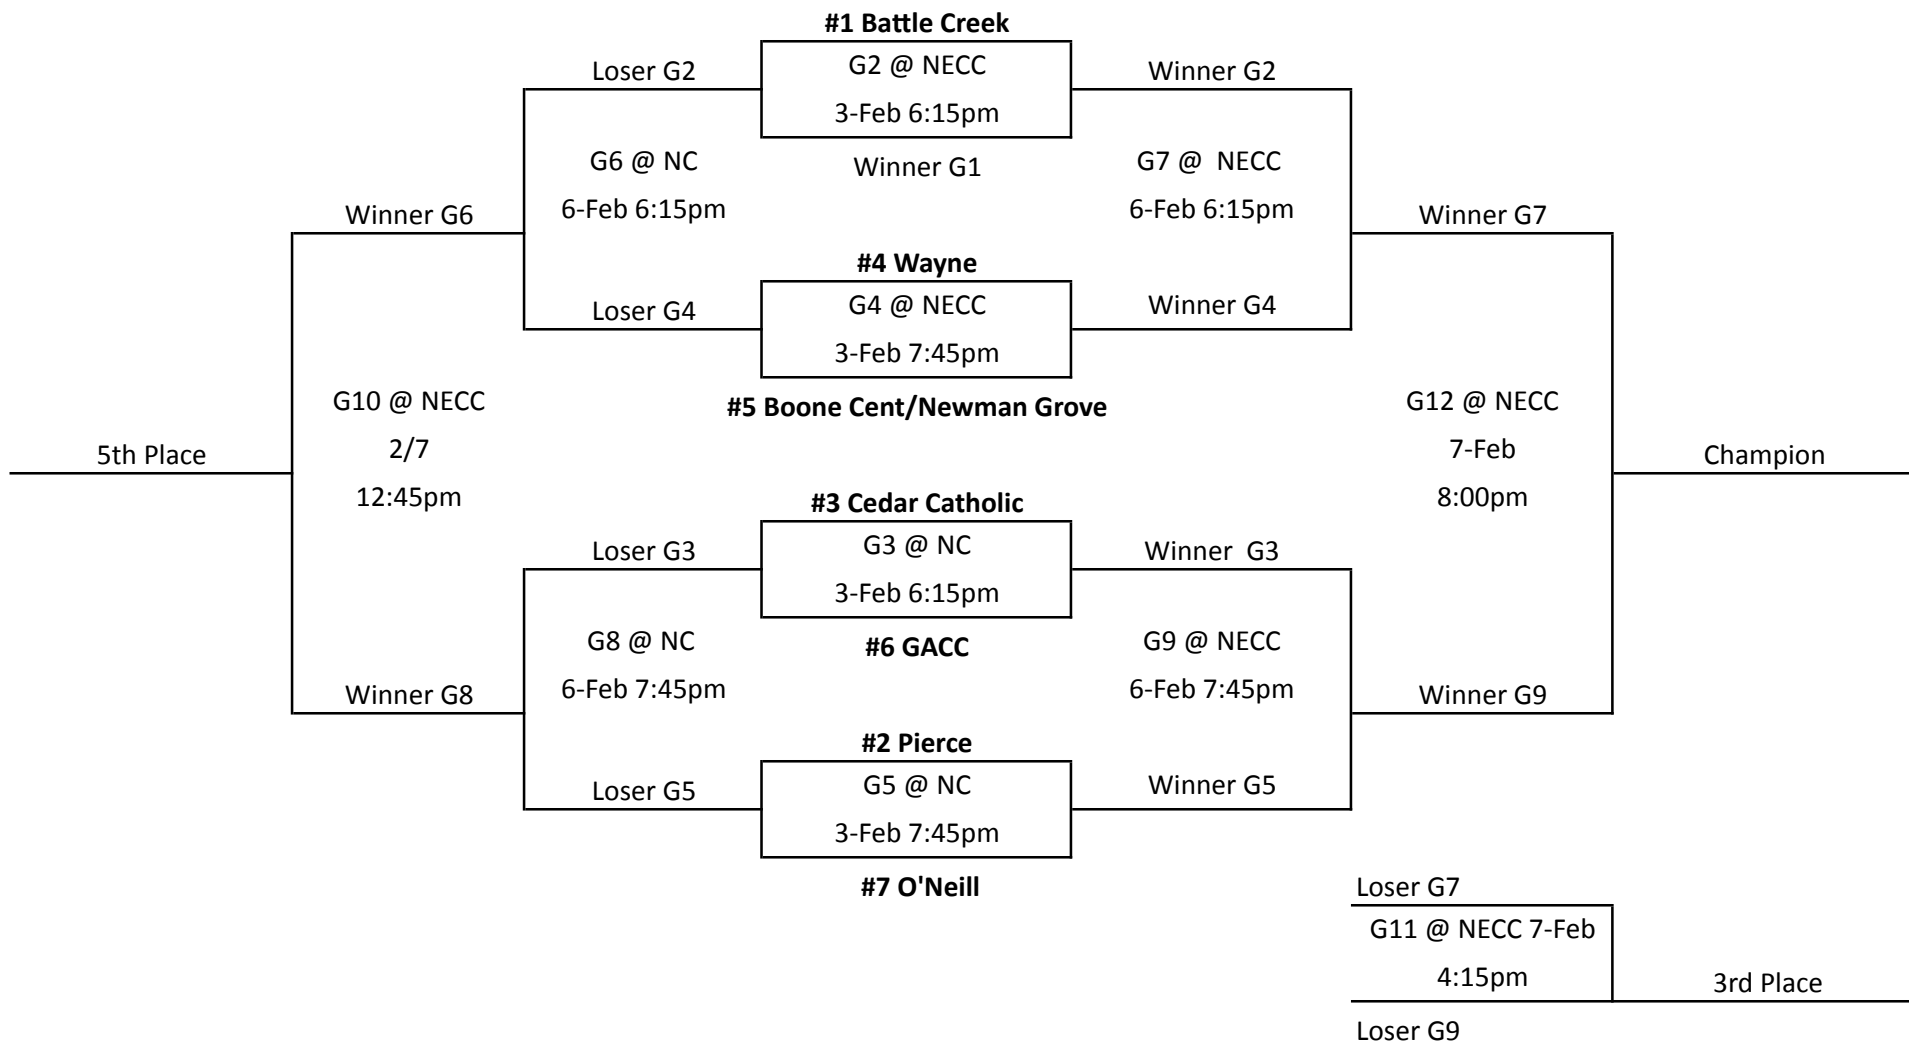 #1 Battle Creek
Loser G2
G2 @ NECC
3-Feb 6:15pm
Winner G2
G6 @ NC
6-Feb 6:15pm
Winner G1
G7 @  NECC
6-Feb 6:15pm
Winner G6
Winner G7
#4 Wayne
Loser G4
G4 @ NECC
3-Feb 7:45pm
Winner G4
#5 Boone Cent/Newman Grove
G10 @ NECC
2/7
12:45pm
G12 @ NECC
7-Feb
8:00pm
5th Place
Champion
#3 Cedar Catholic
Loser G3
G3 @ NC
3-Feb 6:15pm
Winner  G3
G8 @ NC
6-Feb 7:45pm
#6 GACC
G9 @ NECC
6-Feb 7:45pm
Winner G8
Winner G9
#2 Pierce
Loser G5
G5 @ NC
3-Feb 7:45pm
Winner G5
#7 O'Neill
Loser G7
G11 @ NECC 7-Feb
4:15pm
3rd Place
Loser G9